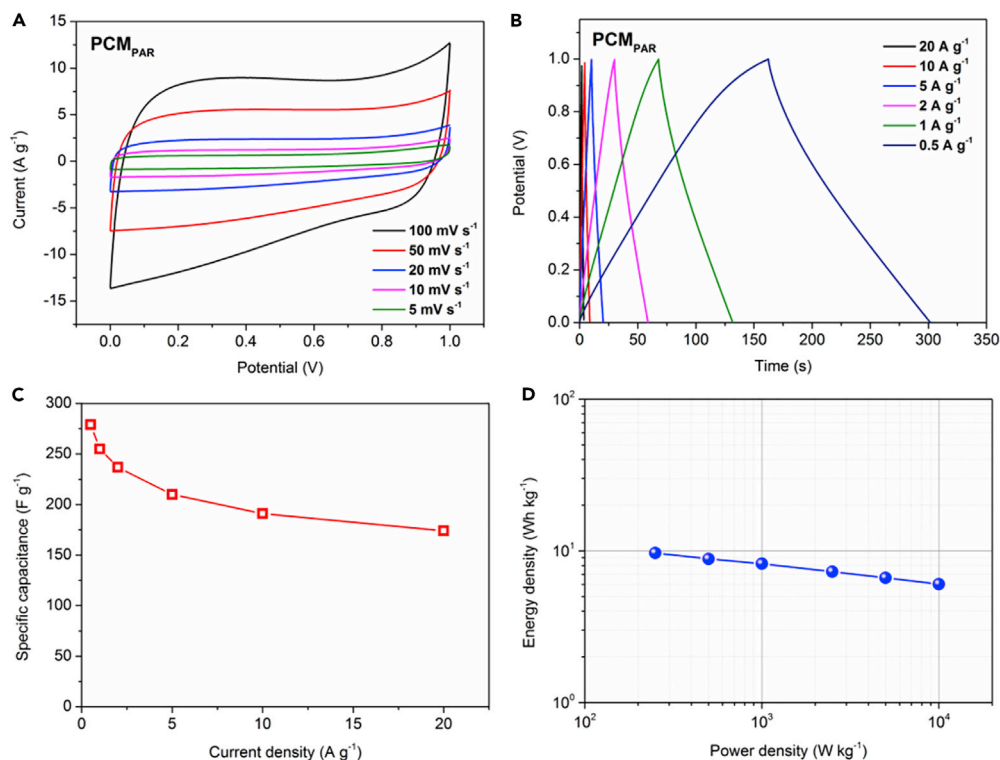 A
PCM_PAR
15
10
5
0
-5
-10
-15
Current (A g⁻¹)
100 mV s⁻¹
50 mV s⁻¹
20 mV s⁻¹
10 mV s⁻¹
5 mV s⁻¹
0.0 0.2 0.4 0.6 0.8 1.0
Potential (V)
B
PCM_PAR
1.0
0.8
0.6
0.4
0.2
0.0
Potential (V)
20 A g⁻¹
10 A g⁻¹
5 A g⁻¹
2 A g⁻¹
1 A g⁻¹
0.5 A g⁻¹
0 50 100 150 200 250 300 350
Time (s)
C
300
250
200
150
100
50
0
Specific capacitance (F g⁻¹)
0 5 10 15 20
Current density (A g⁻¹)
D
10²
10¹
10⁰
Energy density (Wh kg⁻¹)
10² 10³ 10⁴
Power density (W kg⁻¹)